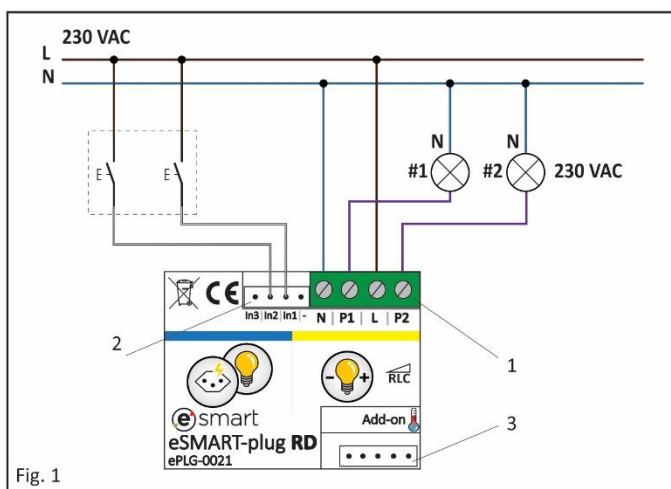 230 VAC
L
N
N N
#1 #2 230 VAC
E E
CE
In3 In2 In1 - N P1 L P2
2
1
- +
RLC
esmart
Add-on
eSMART-plug RD
3
ePLG-0021
Fig. 1